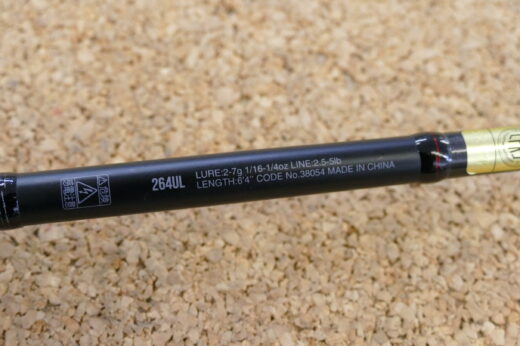 264UL
LURE:2-7g 1/16-1/4oz LINE:2.5-5lb
LENGTH:6'4" CODE No.38054 MADE IN CHINA